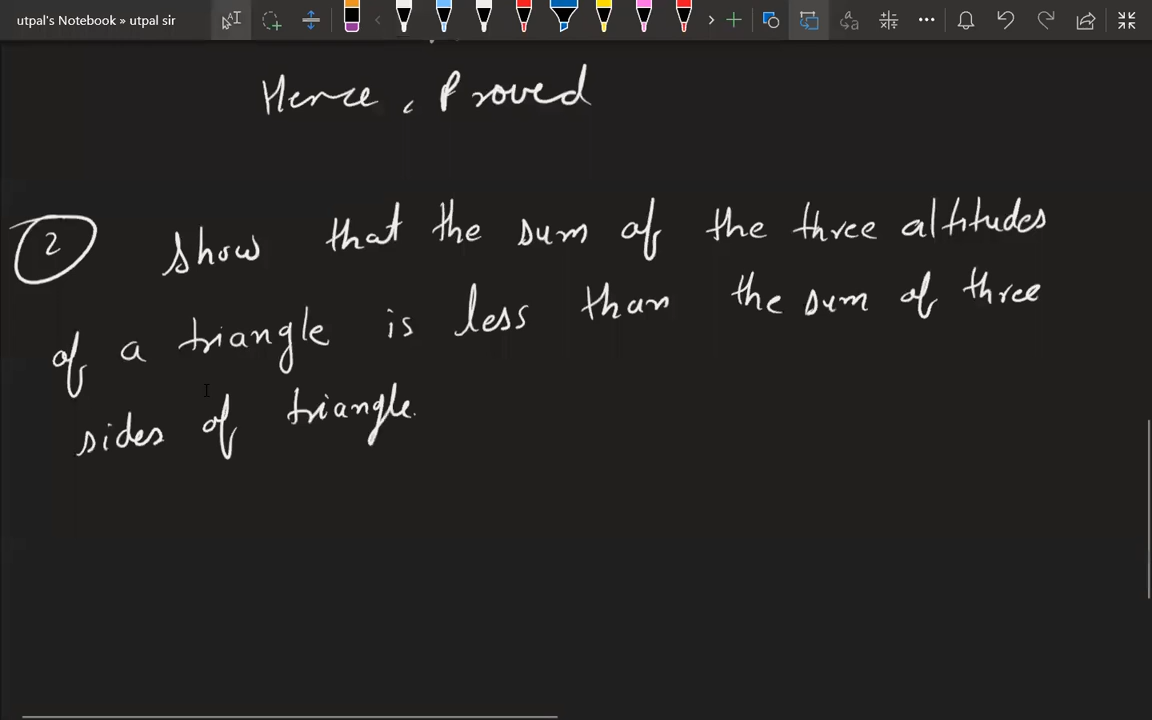 utpal's Notebook » utpal sir
Hence, Proved
2 show that the sum of the three altitudes
of a triangle is less than the sum of three
sides of triangle.